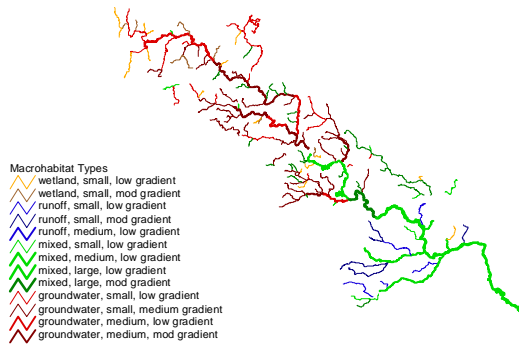 Macrohabitat Types
wetland, small, low gradient
wetland, small, mod gradient
runoff, small, low gradient
runoff, small, mod gradient
runoff, medium, low gradient
mixed, small, low gradient
mixed, medium, low gradient
mixed, large, low gradient
mixed, large, mod gradient
groundwater, small, low gradient
groundwater, small, medium gradient
groundwater, medium, low gradient
groundwater, medium, mod gradient